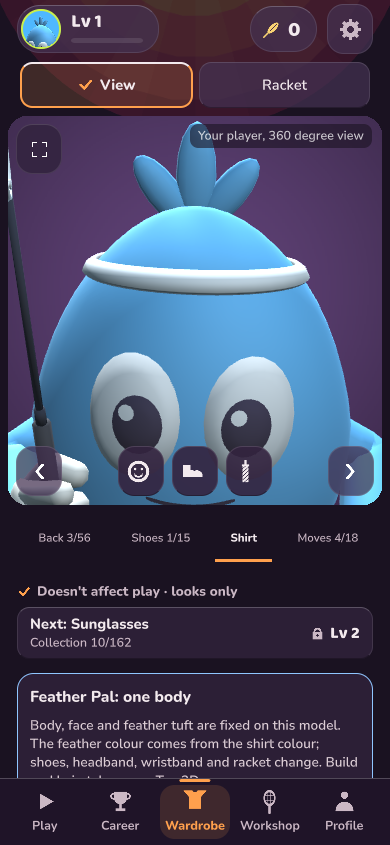 Lv 1
0
View
Racket
Your player, 360 degree view
Back 3/56
Shoes 1/15
Shirt
Moves 4/18
Doesn't affect play · looks only
Next: Sunglasses
Collection 10/162
Lv 2
Feather Pal: one body
Body, face and feather tuft are fixed on this model.
The feather colour comes from the shirt colour;
shoes, headband, wristband and racket change. Build
Play
Career
Wardrobe
Workshop
Profile